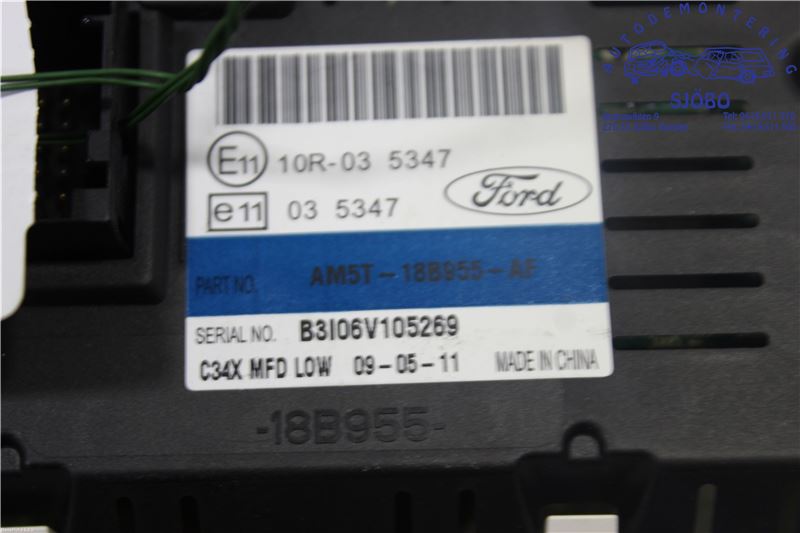 AUTODEMONTERING
SJÖBO
E11 10R-03 5347
e11 03 5347
Ford
PART NO. AM5T-18B955-AF
SERIAL NO. B3I06V105269
C34X MFD LOW 09-05-11 MADE IN CHINA
-18B955-